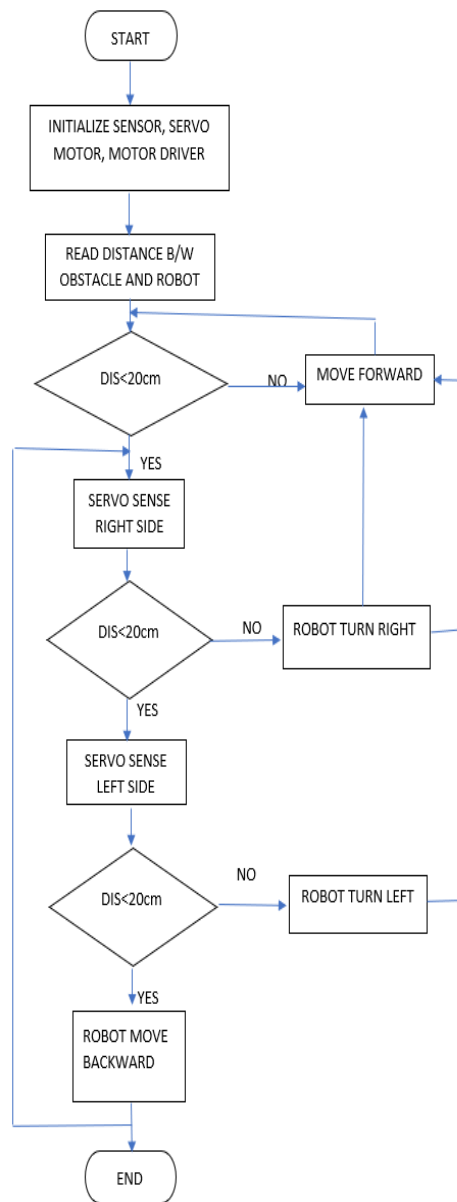 START
INITIALIZE SENSOR, SERVO
MOTOR, MOTOR DRIVER
READ DISTANCE B/W
OBSTACLE AND ROBOT
DIS<20cm
NO
MOVE FORWARD
YES
SERVO SENSE
RIGHT SIDE
DIS<20cm
NO
ROBOT TURN RIGHT
YES
SERVO SENSE
LEFT SIDE
DIS<20cm
NO
ROBOT TURN LEFT
YES
ROBOT MOVE
BACKWARD
END